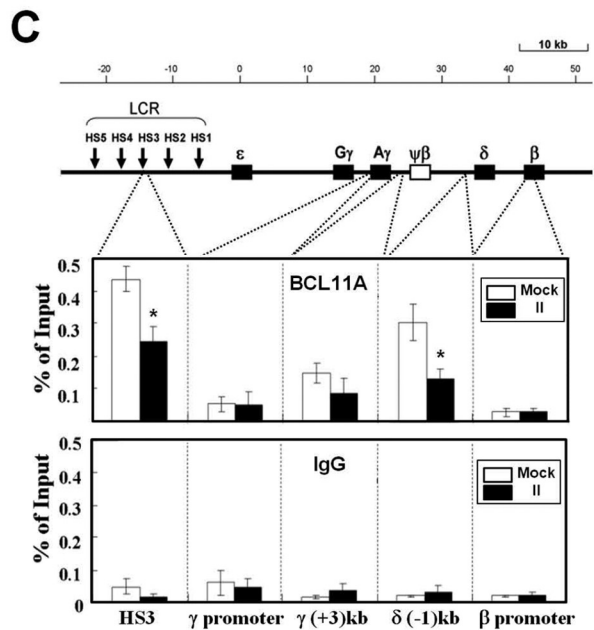 C
10 kb
-20 -10 0 10 20 30 40 50
LCR
HS5 HS4 HS3 HS2 HS1
ε Gγ Aγ ψβ δ β
0.5
0.4
0.3
0.2
0.1
% of Input
BCL11A
Mock
II
*
*
0.5
0.4
0.3
0.2
0.1
0
% of Input
IgG
Mock
II
HS3 γ promoter γ (+3)kb δ (-1)kb β promoter